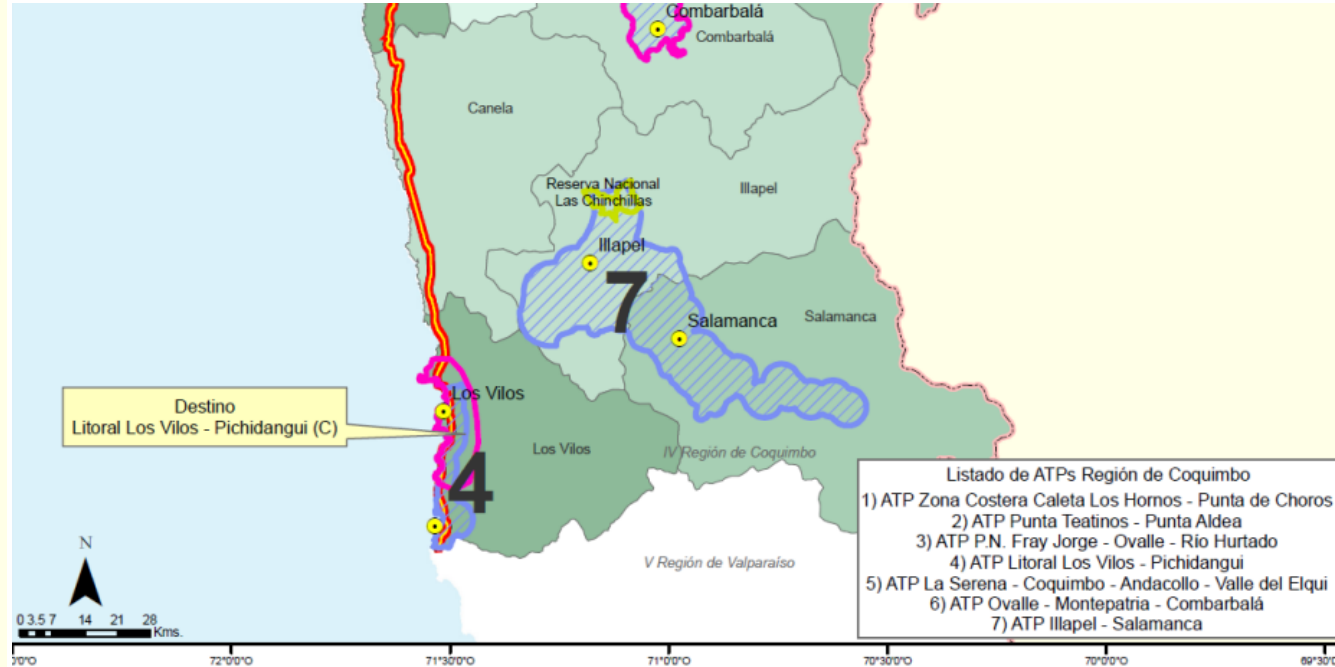 Combarbalá
Combarbalá
Canela
Reserva Nacional
Las Chinchillas
Illapel
Illapel
7
Salamanca
Salamanca
Destino
Litoral Los Vilos - Pichidangui (C)
Los Vilos
Los Vilos
4
IV Región de Coquimbo
V Región de Valparaíso
Listado de ATPs Región de Coquimbo
1) ATP Zona Costera Caleta Los Hornos - Punta de Choros
2) ATP Punta Teatinos - Punta Aldea
3) ATP P.N. Fray Jorge - Ovalle - Río Hurtado
4) ATP Litoral Los Vilos - Pichidangui
5) ATP La Serena - Coquimbo - Andacollo - Valle del Elqui
6) ATP Ovalle - Montepatria - Combarbalá
7) ATP Illapel - Salamanca
N
0 3.5 7 14 21 28
Kms.
72°0'0"O 71°30'0"O 71°0'0"O 70°30'0"O 70°0'0"O